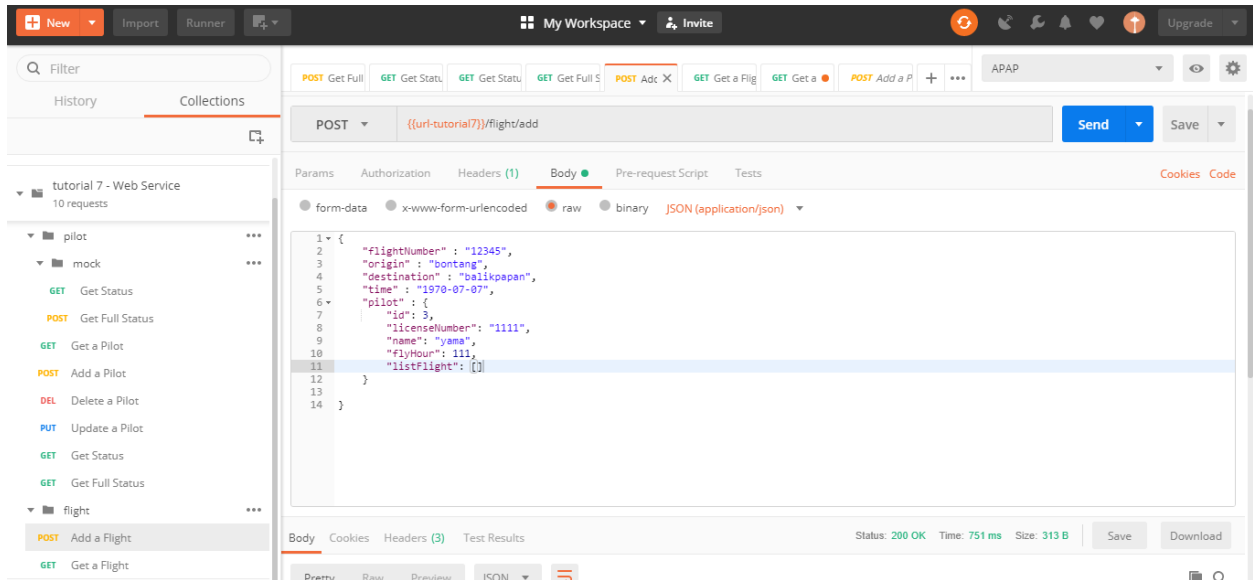 New Import Runner My Workspace Invite Upgrade
Filter
History Collections
tutorial 7 - Web Service
10 requests
pilot
mock
GET Get Status
POST Get Full Status
GET Get a Pilot
POST Add a Pilot
DEL Delete a Pilot
PUT Update a Pilot
GET Get Status
GET Get Full Status
flight
POST Add a Flight
GET Get a Flight
POST Get Full GET Get Statu GET Get Statu GET Get Full S POST Adc GET Get a Flig GET Get a POST Add a P + ••• APAP
POST {{url-tutorial7}}/flight/add Send Save
Params Authorization Headers (1) Body Pre-request Script Tests Cookies Code
form-data x-www-form-urlencoded raw binary JSON (application/json)
1 {
2 "flightNumber" : "12345",
3 "origin" : "bontang",
4 "destination" : "balikpapan",
5 "time" : "1970-07-07",
6 "pilot" : {
7 "id": 3,
8 "licenseNumber": "1111",
9 "name": "yama",
10 "flyHour": 111,
11 "listFlight": []
12 }
13
14 }
Body Cookies Headers (3) Test Results Status: 200 OK Time: 751 ms Size: 313 B Save Download
Pretty Raw Preview JSON